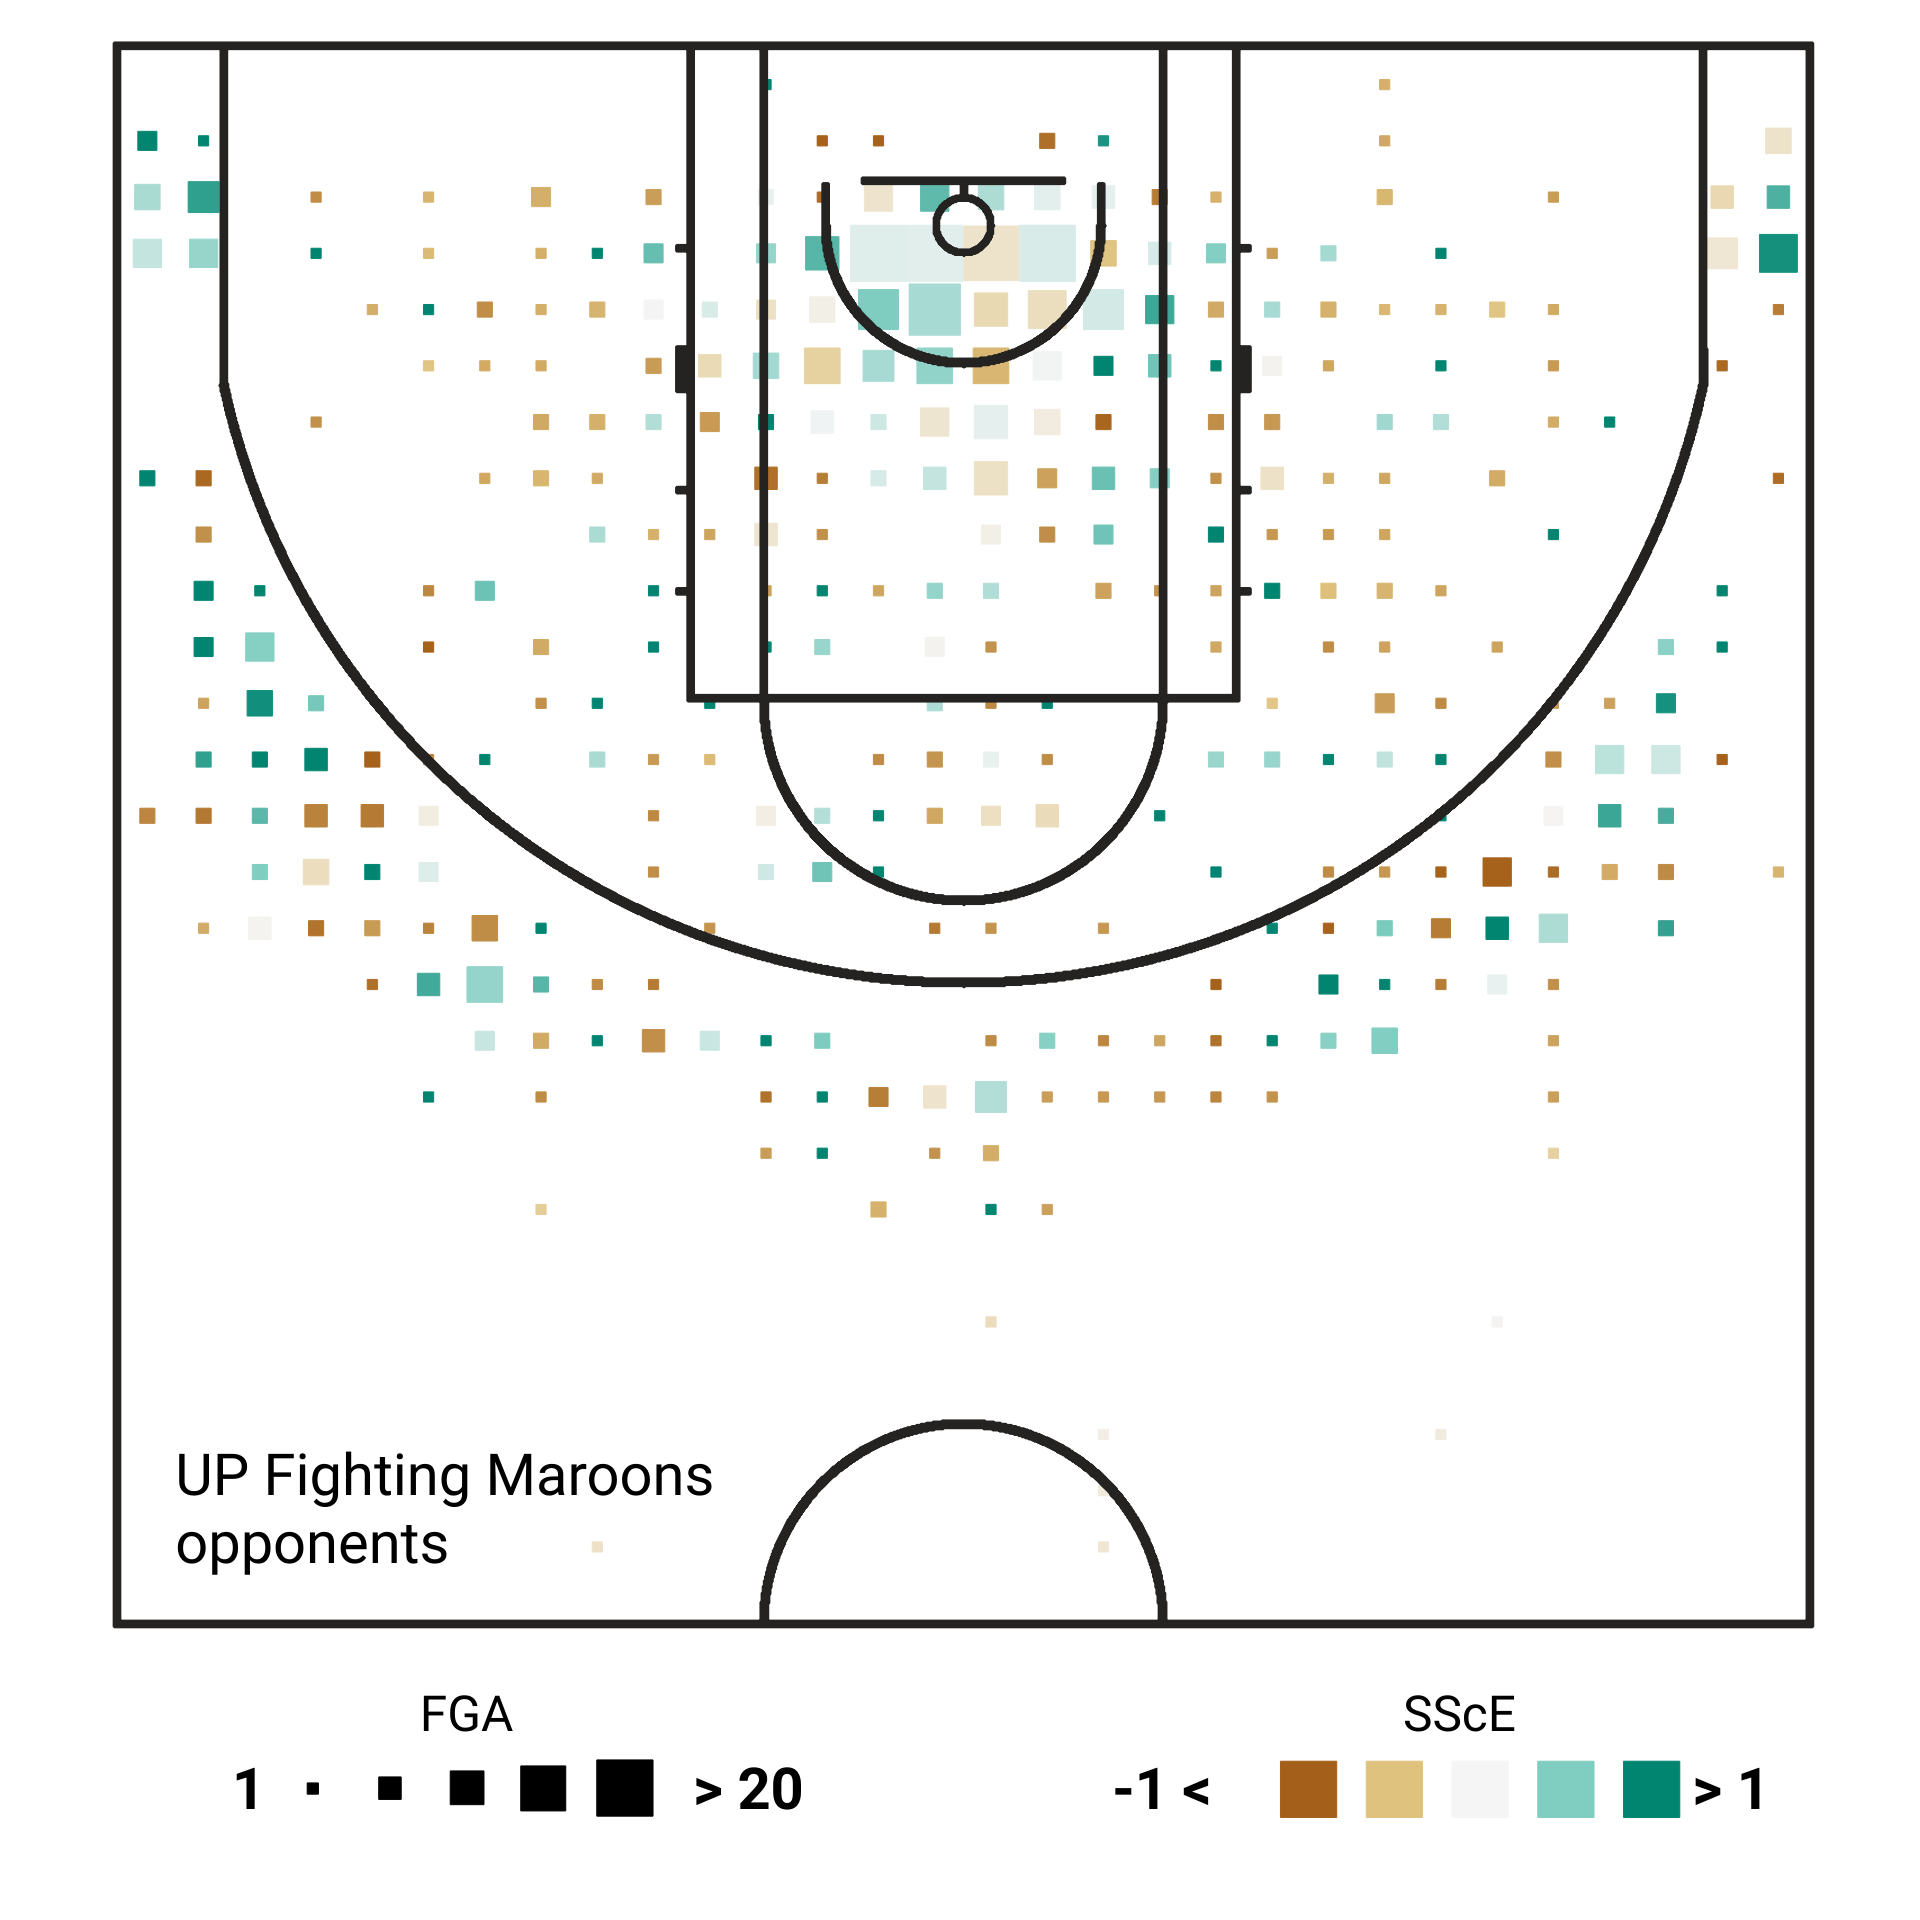 UP Fighting Maroons
opponents
FGA
SScE
1 > 20
-1 < > 1